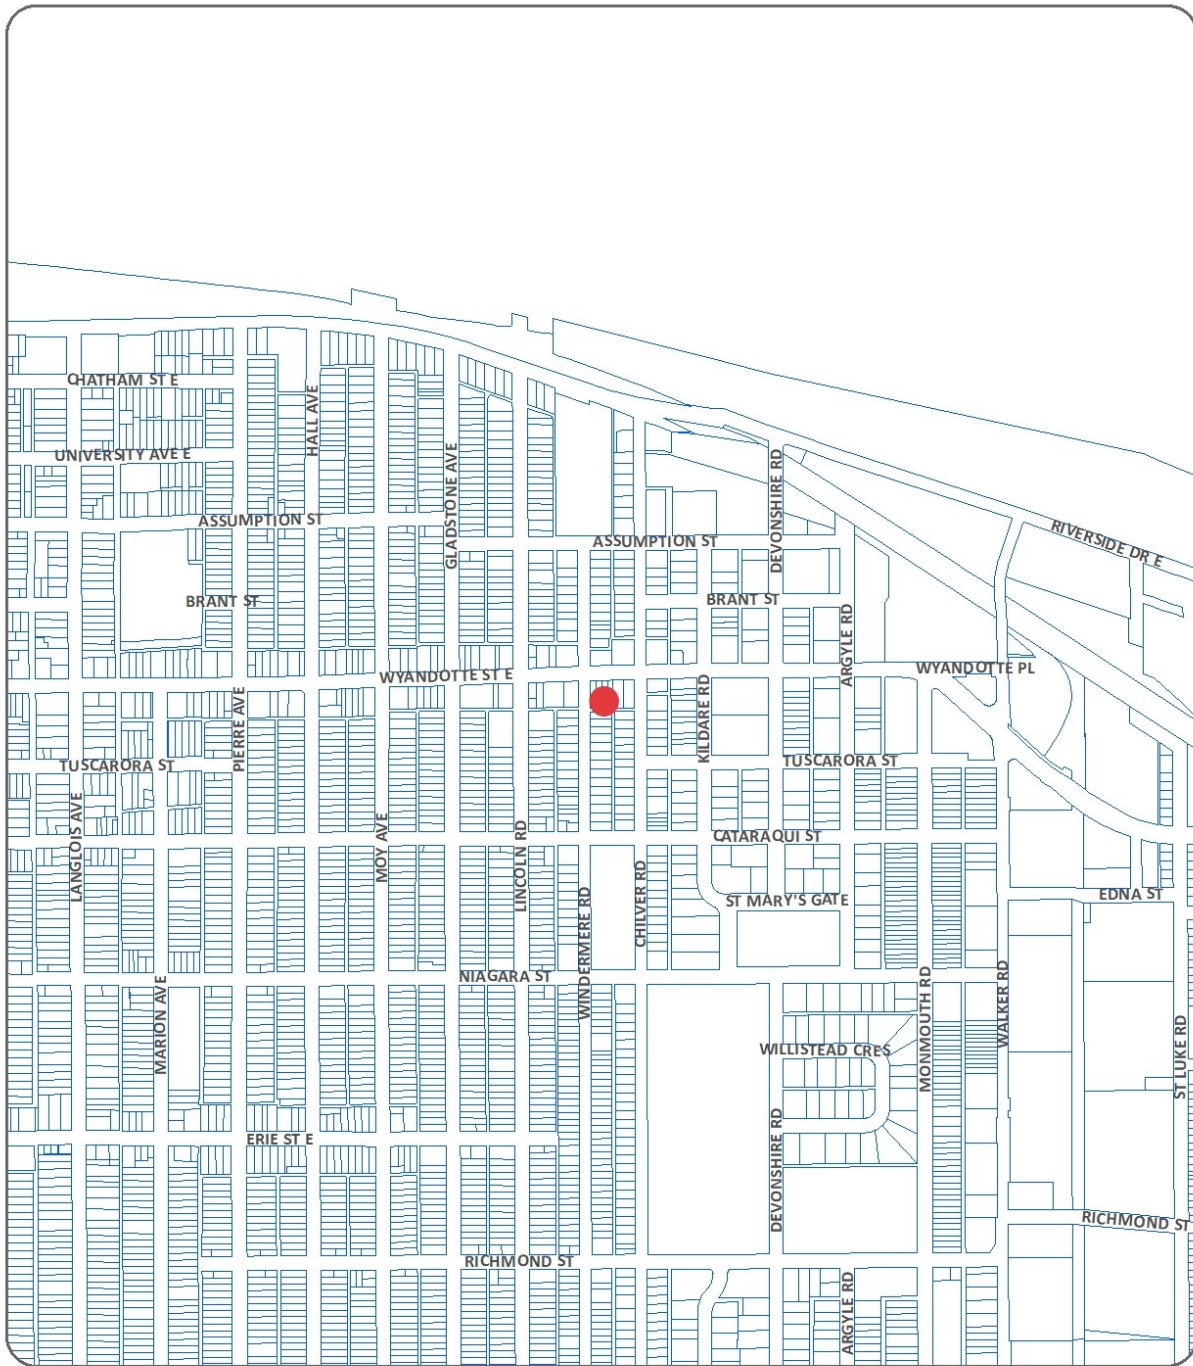 CHATHAM ST E
HALL AVE
UNIVERSITY AVE E
GLADSTONE AVE
DEVONSHIRE RD
ASSUMPTION ST
RIVERSIDE DR E
ASSUMPTION ST
BRANT ST
BRANT ST
ARGYLE RD
WYANDOTTE ST E
WYANDOTTE PL
PIERRE AVE
KILDARE RD
TUSCARORA ST
TUSCARORA ST
LANGLOIS AVE
MOY AVE
LINCOLN RD
CATARAQUI ST
WINDERMERE RD
CHILVER RD
ST MARY'S GATE
EDNA ST
NIAGARA ST
MARION AVE
MONMOUTH RD
WALKER RD
WILLISTEAD CRES
ST LUKE RD
ERIE ST E
DEVONSHIRE RD
RICHMOND ST
RICHMOND ST
ARGYLE RD